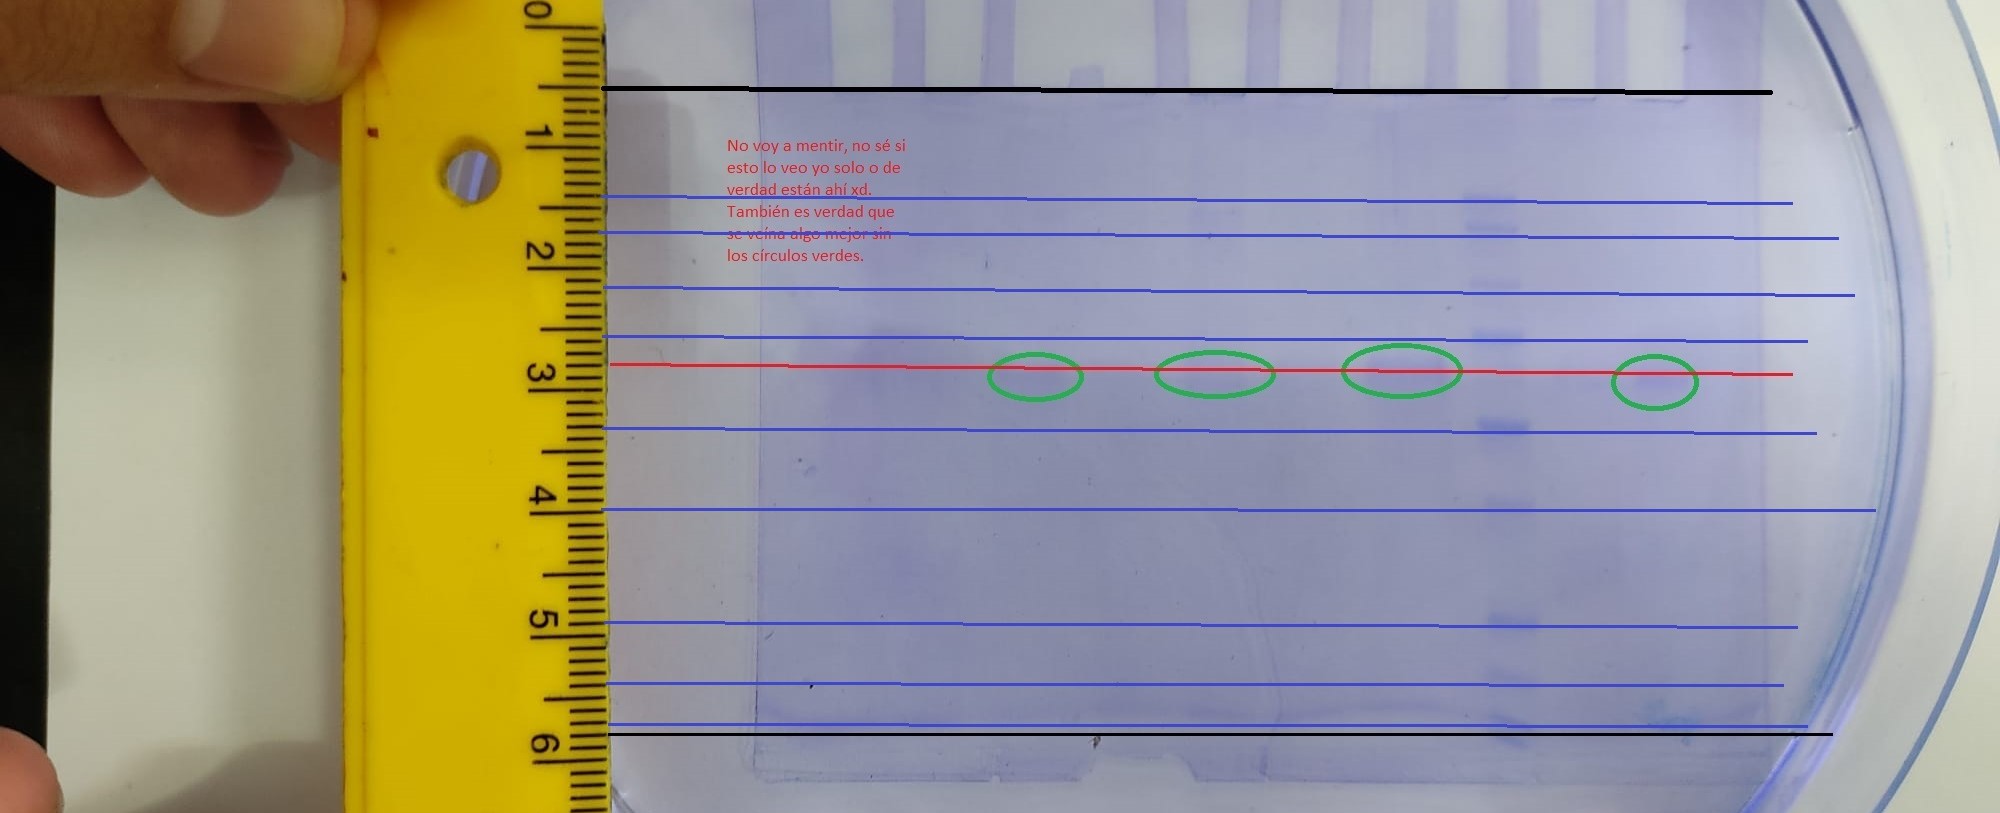 0
1
2
3
4
5
6
No voy a mentir, no sé si
esto lo veo yo solo o de
verdad están ahí xd.
También es verdad que
se veína algo mejor sin
los círculos verdes.